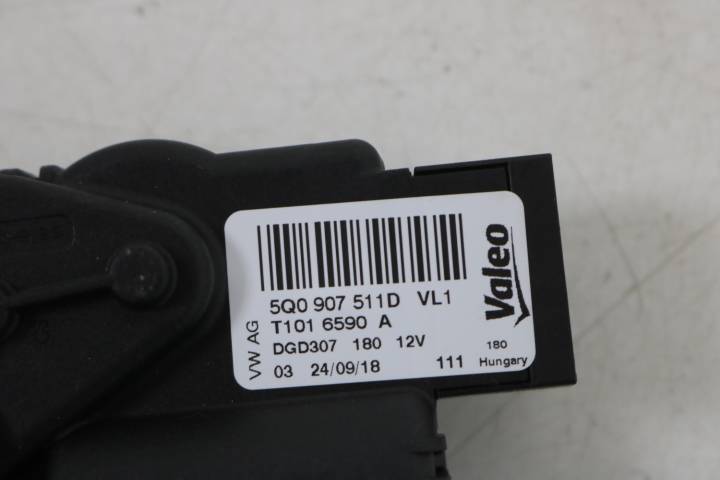 5Q0 907 511D VL1
T101 6590 A
DGD307 180 12V
03 24/09/18 111
VW AG
Valeo
180
Hungary